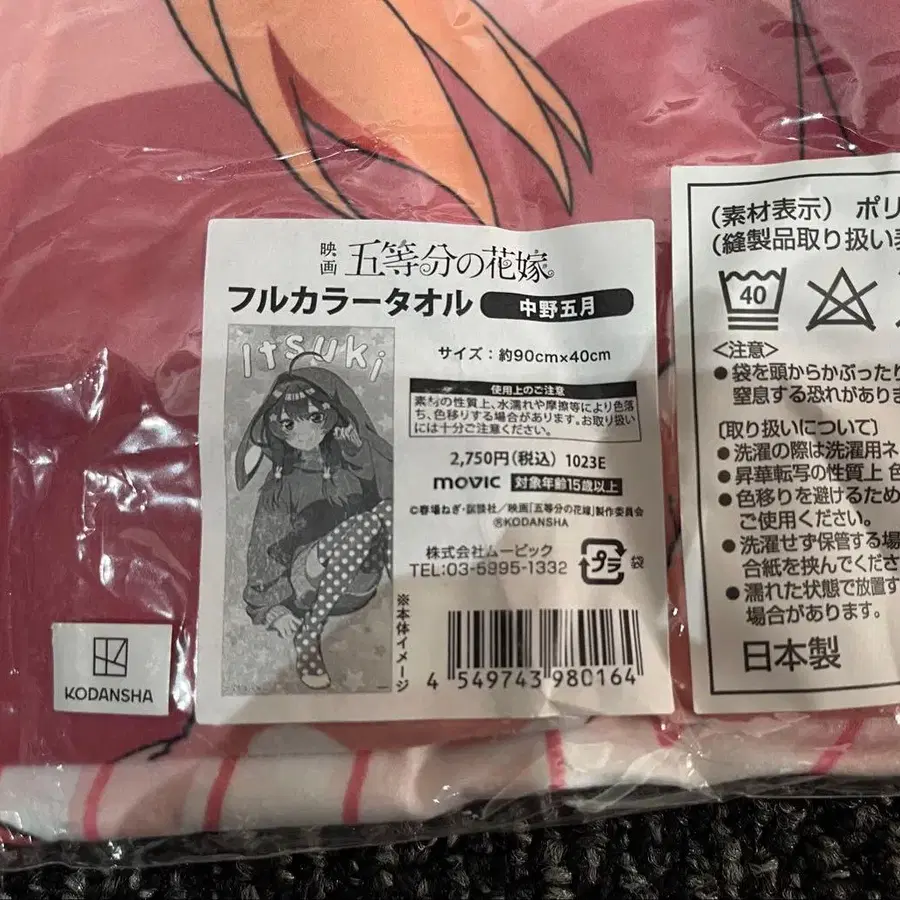 映画 五等分の花嫁
フルカラータオル 中野五月
Itsuki
サイズ：約90cm×40cm
使用上のご注意
素材の性質上、水濡れや摩擦等により色落
ち、色移りする場合があります。お取り扱い
には十分ご注意ください。
2,750円(税込) 1023E
movic 対象年齢15歳以上
©春場ねぎ・講談社／映画「五等分の花嫁」製作委員会
ⓇKODANSHA
株式会社ムービック
TEL:03-5995-1332
プラ 袋
※本体イメージ
4 549743 980164
KODANSHA
（素材表示） ポリ
（縫製品取り扱い表
40
＜注意＞
●袋を頭からかぶったり
窒息する恐れがありま
〔取り扱いについて〕
●洗濯の際は洗濯用ネ
●昇華転写の性質上 色
●色移りを避けるため
ご使用ください。
●洗濯せず保管する場
合紙を挟んでくださ
●濡れた状態で放置す
場合があります。
日本製